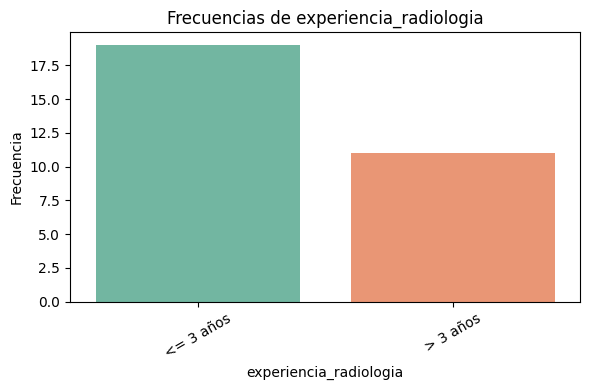 Frecuencias de experiencia_radiologia
Frecuencia
17.5
15.0
12.5
10.0
7.5
5.0
2.5
0.0
<= 3 años
> 3 años
experiencia_radiologia